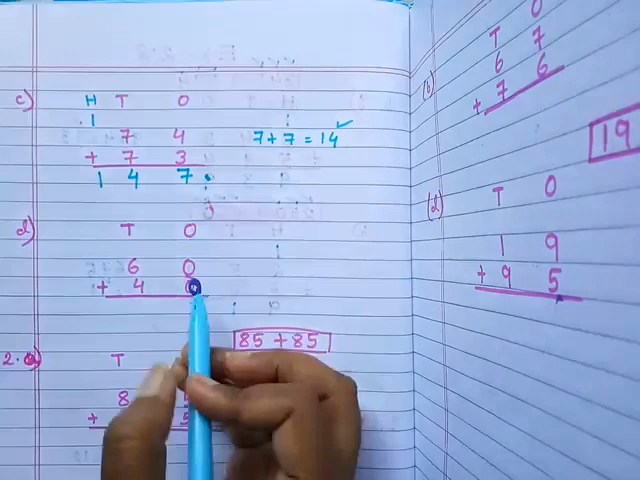 c) H T O
1
7 4 7 + 7 = 14 ✓
+ 7 3
1 4 7
d) T O
6 0
+ 4
85 + 85
2. a) T
8
+ 5
(b) T O
6 7
+ 7 6
19
(d) T O
1 9
+ 9 5